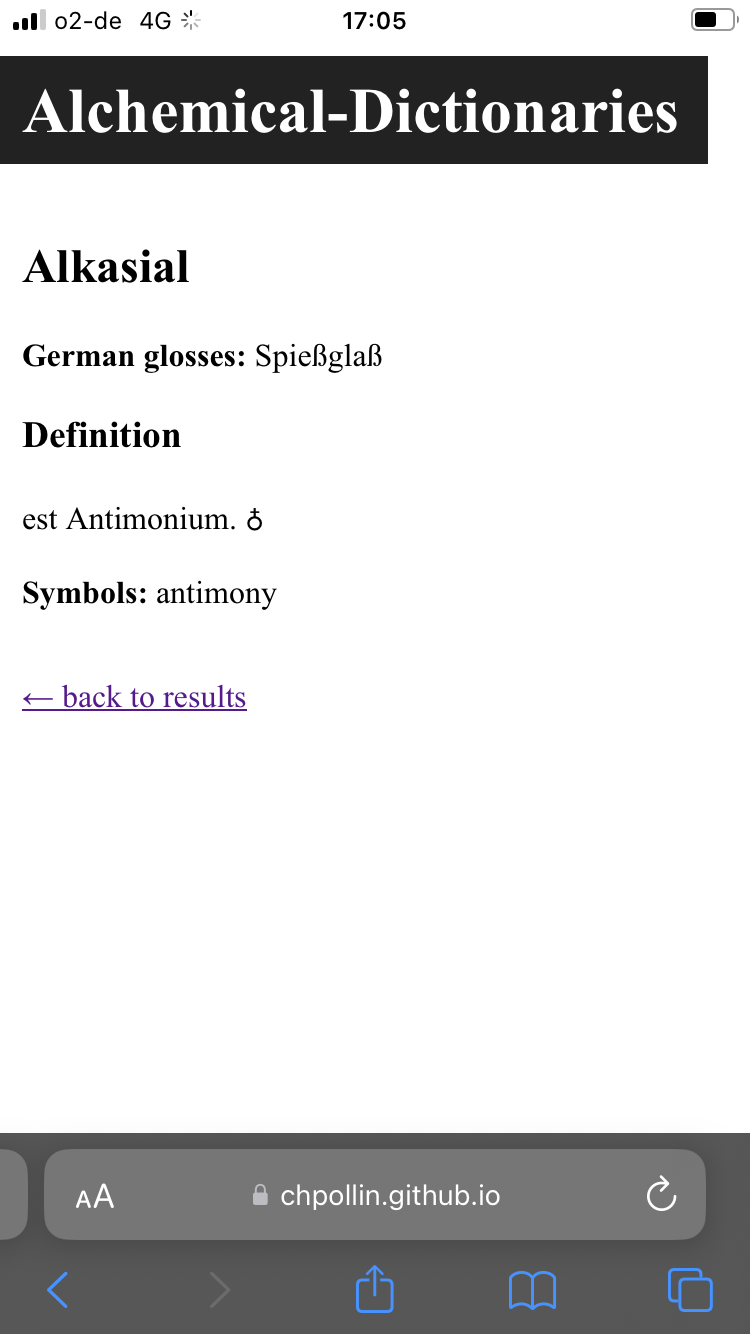 o2-de 4G 17:05
Alchemical-Dictionaries
Alkasial
German glosses: Spießglaß
Definition
est Antimonium. ♁
Symbols: antimony
← back to results
AA chpollin.github.io